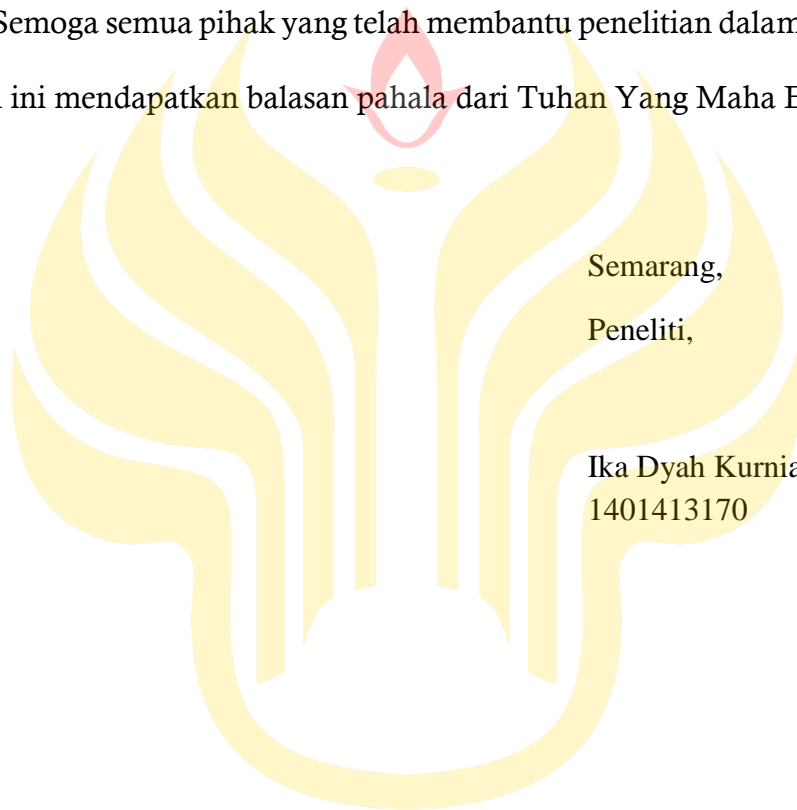 Semoga semua pihak yang telah membantu penelitian dalam
ini mendapatkan balasan pahala dari Tuhan Yang Maha
Semarang,
Peneliti,
Ika Dyah
1401413170